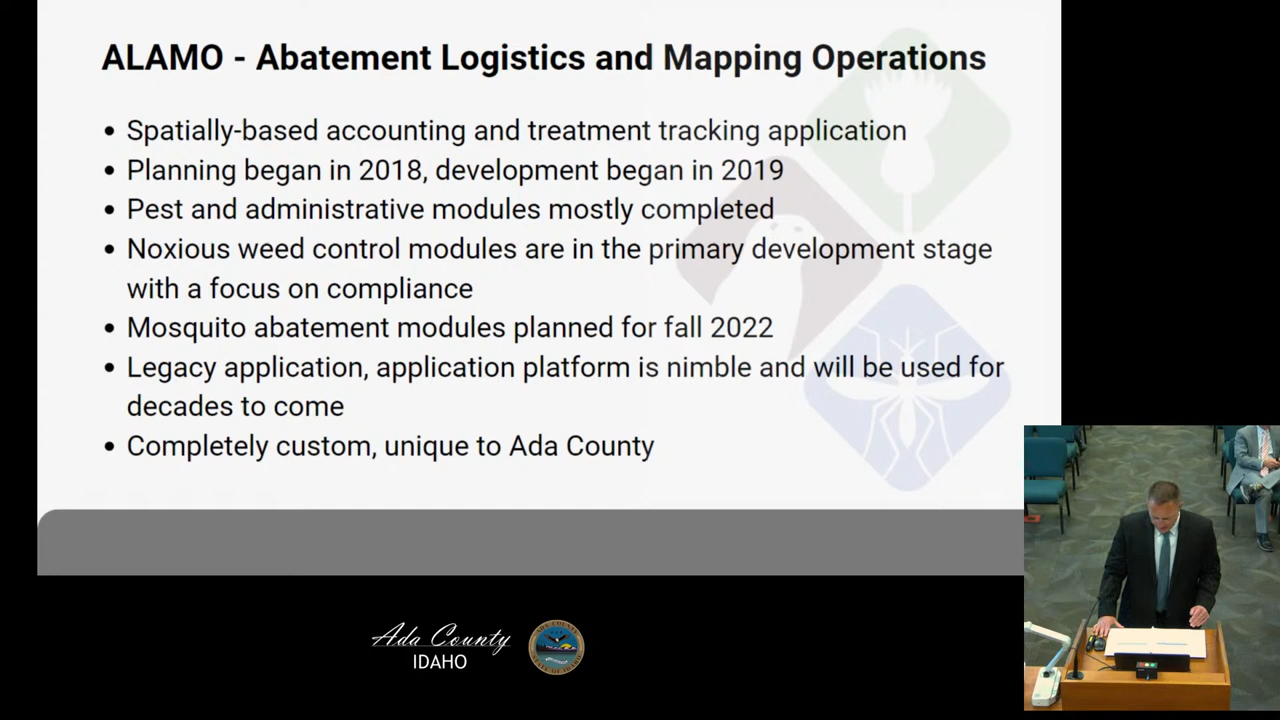 ALAMO - Abatement Logistics and Mapping Operations
• Spatially-based accounting and treatment tracking application
• Planning began in 2018, development began in 2019
• Pest and administrative modules mostly completed
• Noxious weed control modules are in the primary development stage
with a focus on compliance
• Mosquito abatement modules planned for fall 2022
• Legacy application, application platform is nimble and will be used for
decades to come
• Completely custom, unique to Ada County
Ada County
IDAHO